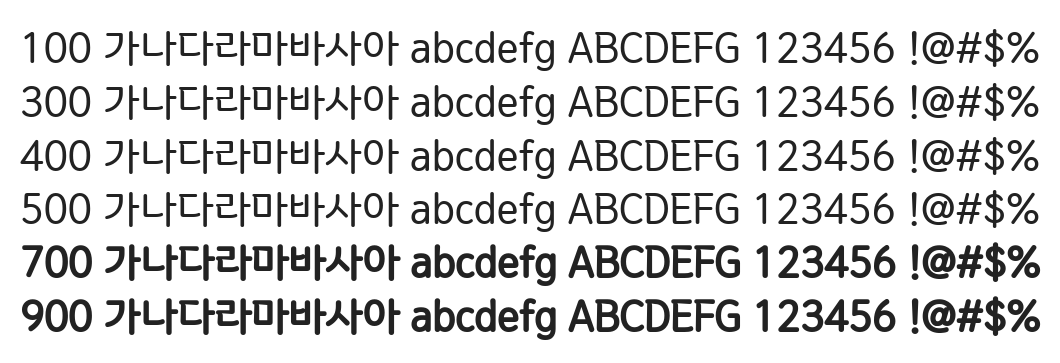 100 가나다라마바사아 abcdefg ABCDEFG 123456 !@#$%
300 가나다라마바사아 abcdefg ABCDEFG 123456 !@#$%
400 가나다라마바사아 abcdefg ABCDEFG 123456 !@#$%
500 가나다라마바사아 abcdefg ABCDEFG 123456 !@#$%
700 가나다라마바사아 abcdefg ABCDEFG 123456 !@#$%
900 가나다라마바사아 abcdefg ABCDEFG 123456 !@#$%